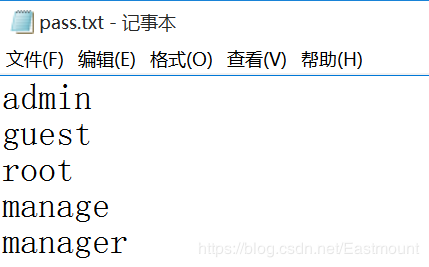 pass.txt - 记事本
文件(F) 编辑(E) 格式(O) 查看(V) 帮助(H)
admin
guest
root
manage
manager
https://blog.csdn.net/Eastmount